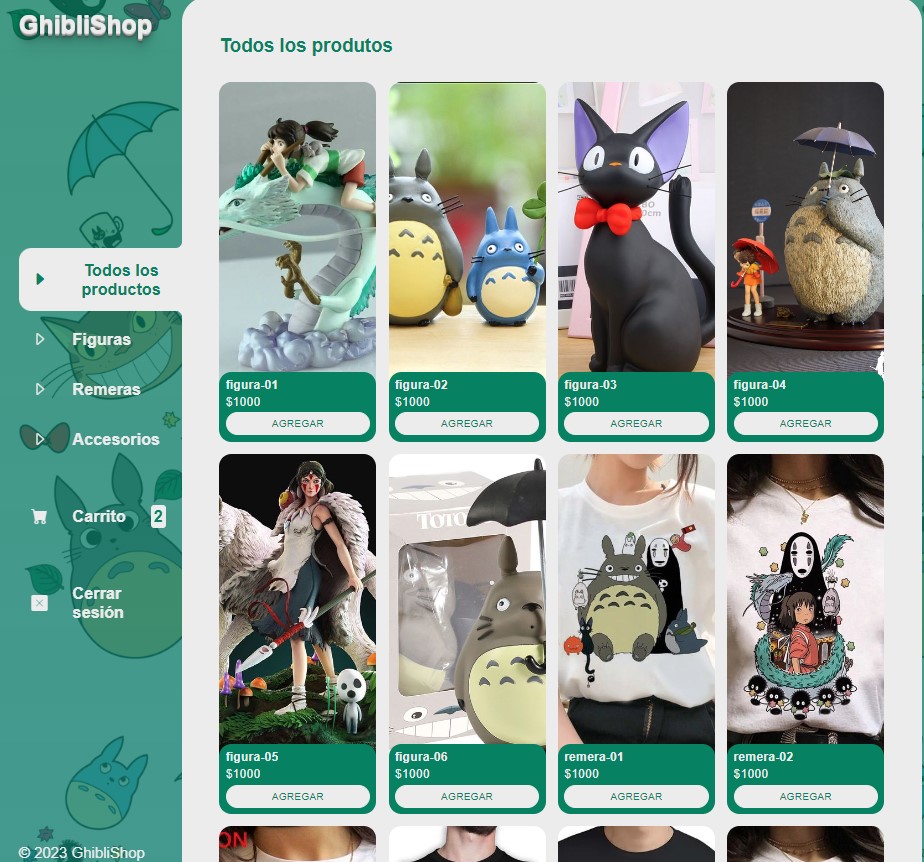 GhibliShop
Todos los produtos
Todos los
productos
Figuras
Remeras
Accesorios
Carrito 2
Cerrar
sesión
© 2023 GhibliShop
figura-01
$1000
AGREGAR
figura-02
$1000
AGREGAR
figura-03
$1000
AGREGAR
figura-04
$1000
AGREGAR
TOTO
figura-05
$1000
AGREGAR
figura-06
$1000
AGREGAR
remera-01
$1000
AGREGAR
remera-02
$1000
AGREGAR
ON